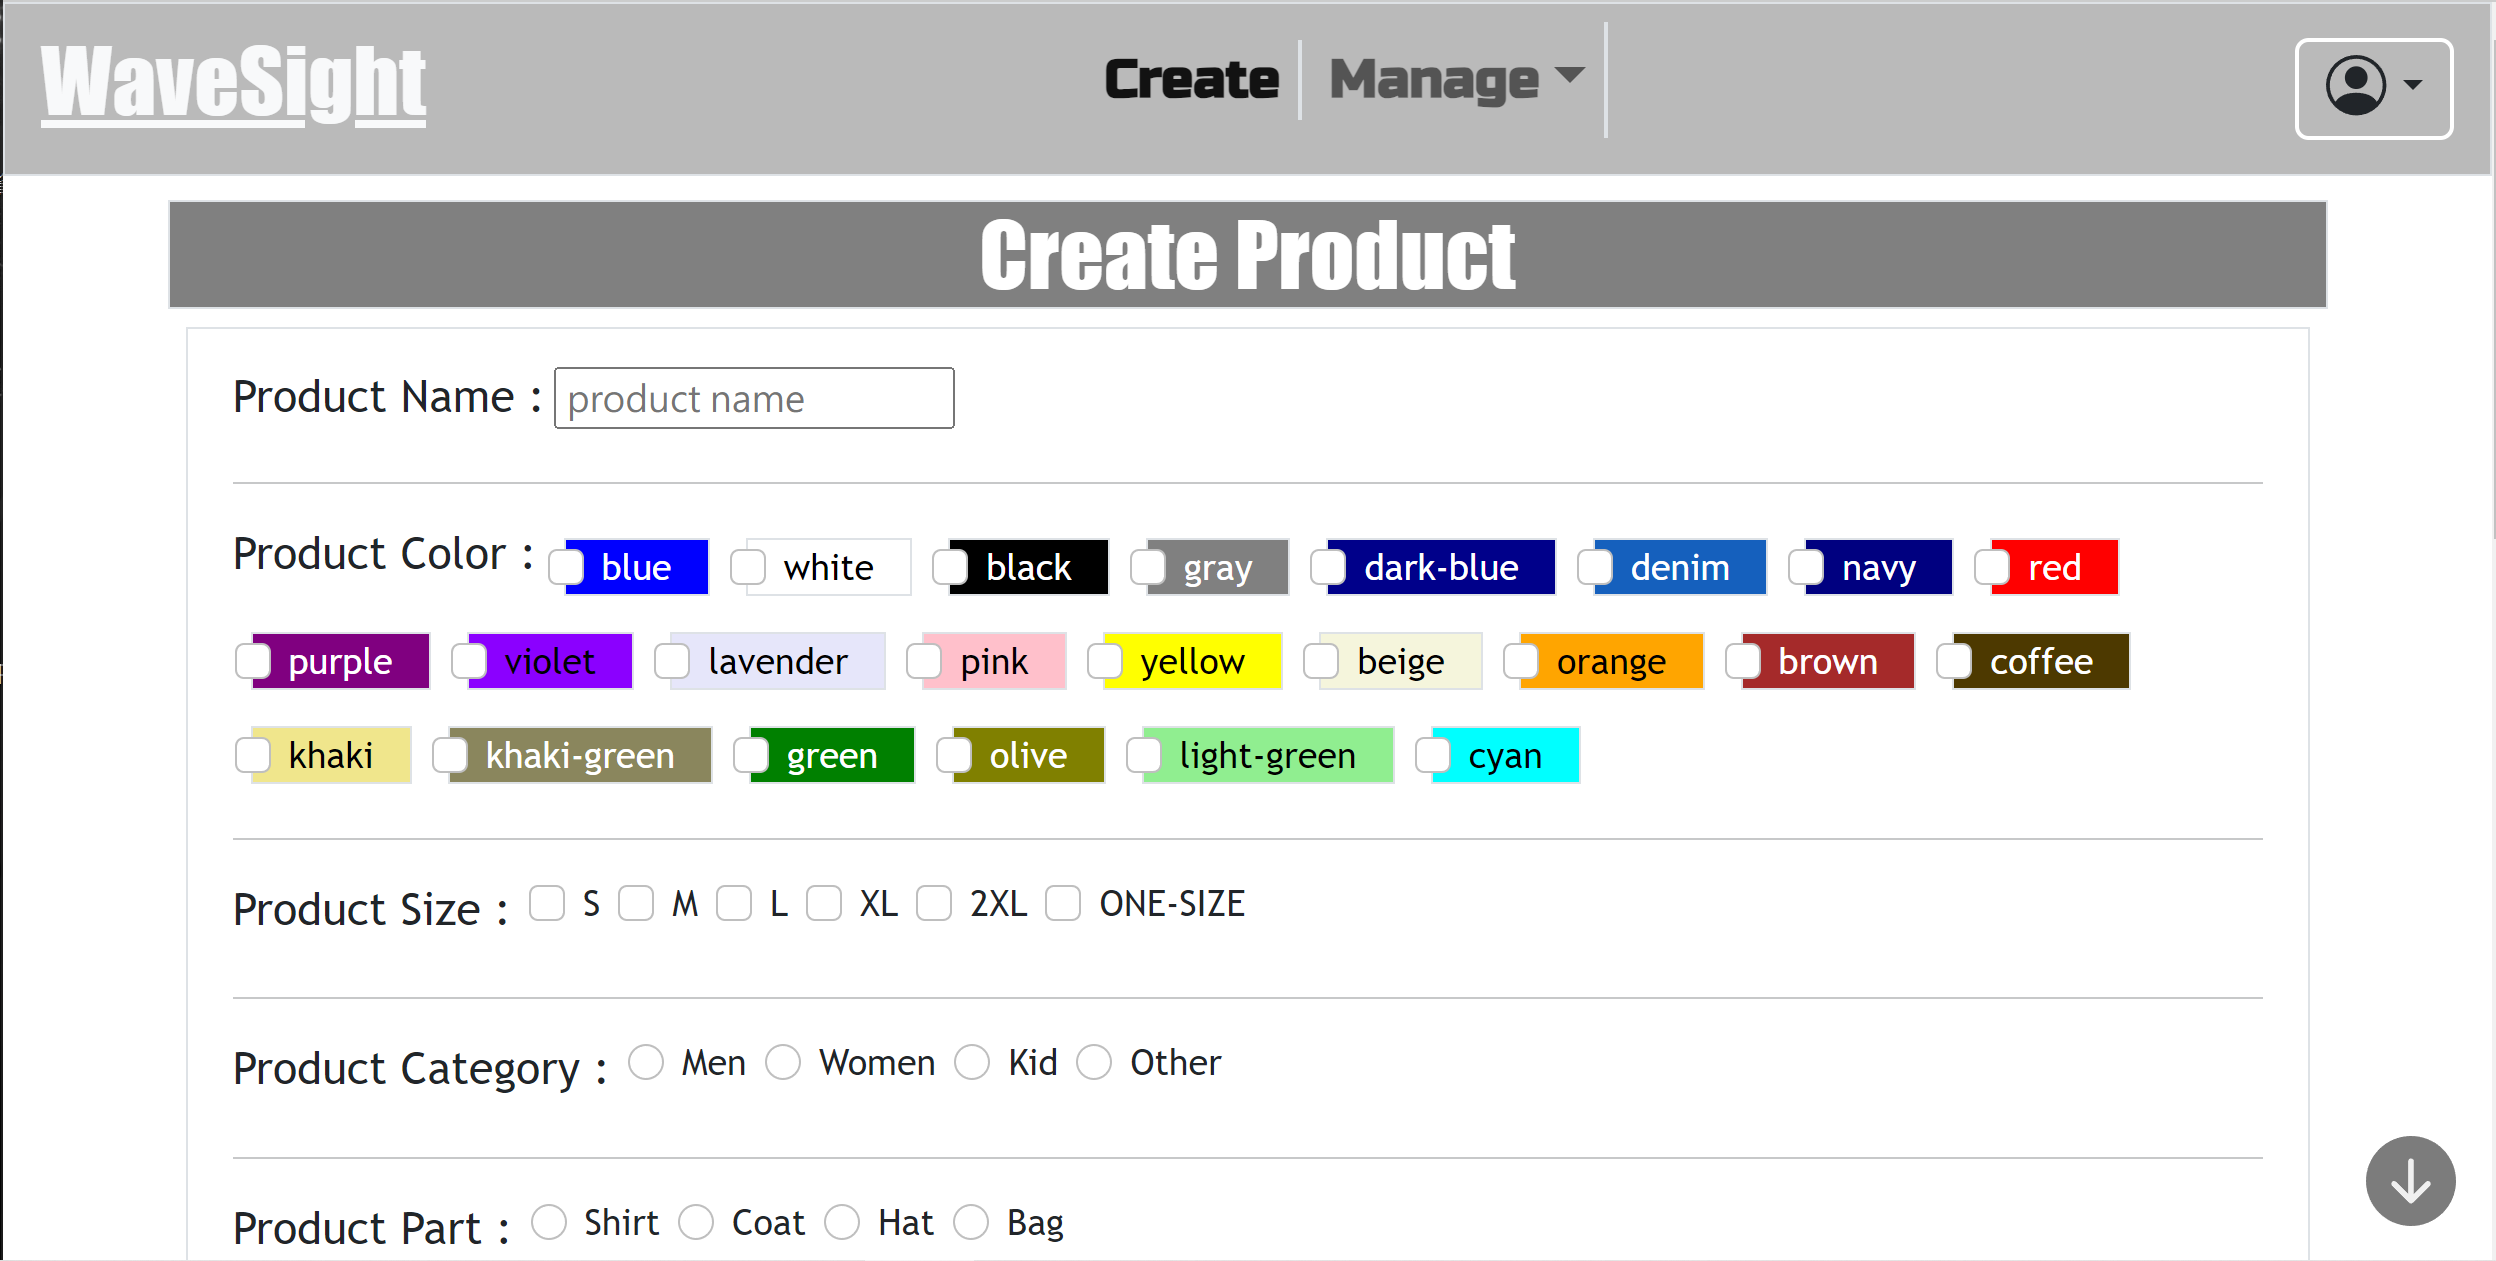 WaveSight
Create Manage
Create Product
Product Name : product name
Product Color : blue white black gray dark-blue denim navy red
purple violet lavender pink yellow beige orange brown coffee
khaki khaki-green green olive light-green cyan
Product Size : S M L XL 2XL ONE-SIZE
Product Category : Men Women Kid Other
Product Part : Shirt Coat Hat Bag